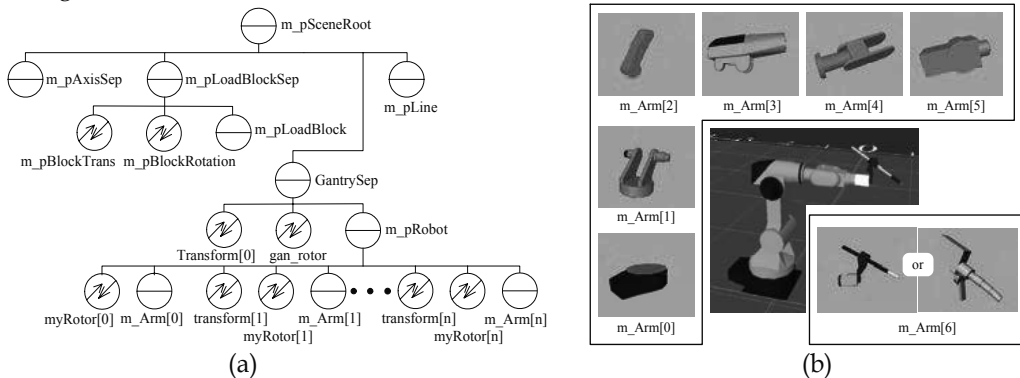 m_pSceneRoot
m_pAxisSep
m_pLoadBlockSep
m_pLine
m_pBlockTrans
m_pBlockRotation
m_pLoadBlock
GantrySep
Transform[0]
gan_rotor
m_pRobot
myRotor[0]
m_Arm[0]
transform[1]
myRotor[1]
m_Arm[1]
transform[n]
myRotor[n]
m_Arm[n]
(a)
m_Arm[2]
m_Arm[3]
m_Arm[4]
m_Arm[5]
m_Arm[1]
m_Arm[0]
or
m_Arm[6]
(b)